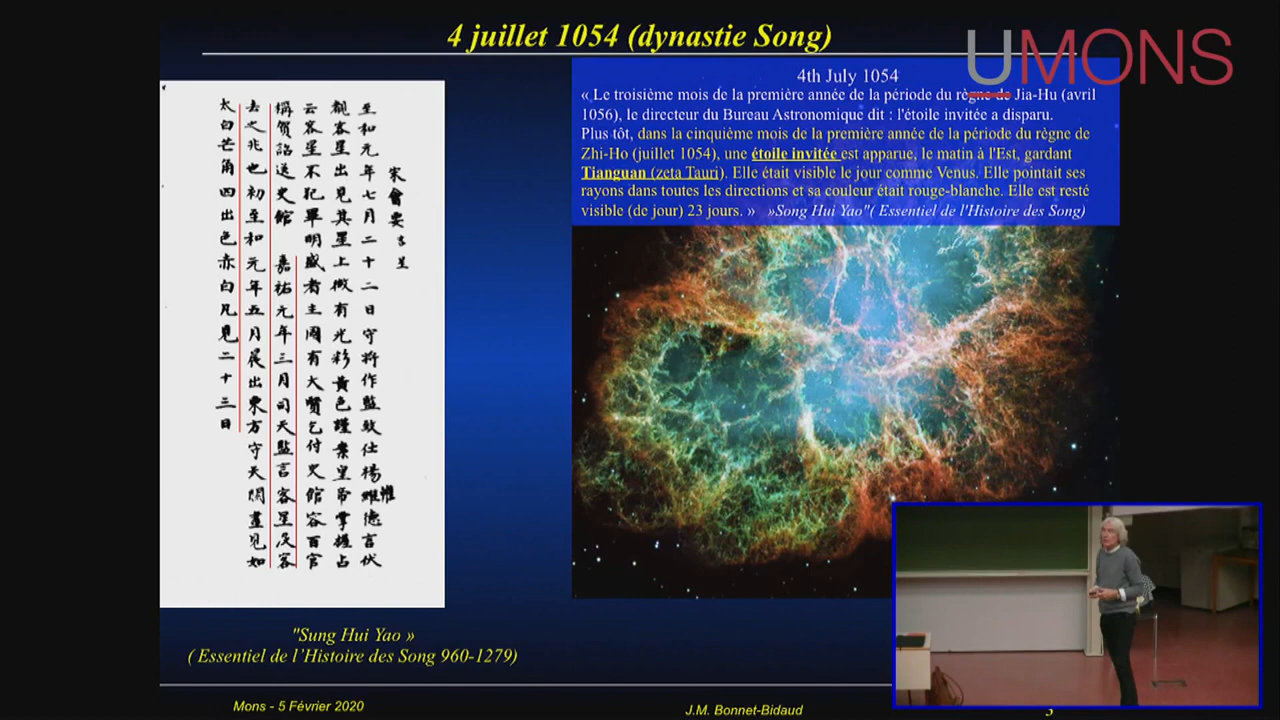 4 juillet 1054 (dynastie Song)
UMONS
宋會要
至和元年七月二十二日守將作監致仕楊維德言伏
覩客星出見其星上微有光彩黃色謹案皇帝掌握占
云客星不犯畢明盛者主國有大賢乞付史館容百官
稱賀詔送史館 嘉祐元年三月司天監言客星沒客
去之兆也初至和元年五月晨出東方守天關晝見如
太白芒角四出色赤白凡見二十三日
4th July 1054
« Le troisième mois de la première année de la période du règne de Jia-Hu (avril
1056), le directeur du Bureau Astronomique dit : l'étoile invitée a disparu.
Plus tôt, dans la cinquième mois de la première année de la période du règne de
Zhi-Ho (juillet 1054), une étoile invitée est apparue, le matin à l'Est, gardant
Tianguan (zeta Tauri). Elle était visible le jour comme Venus. Elle pointait ses
rayons dans toutes les directions et sa couleur était rouge-blanche. Elle est resté
visible (de jour) 23 jours. » »Song Hui Yao"( Essentiel de l'Histoire des Song)
"Sung Hui Yao »
( Essentiel de l'Histoire des Song 960-1279)
Mons - 5 Février 2020
J.M. Bonnet-Bidaud